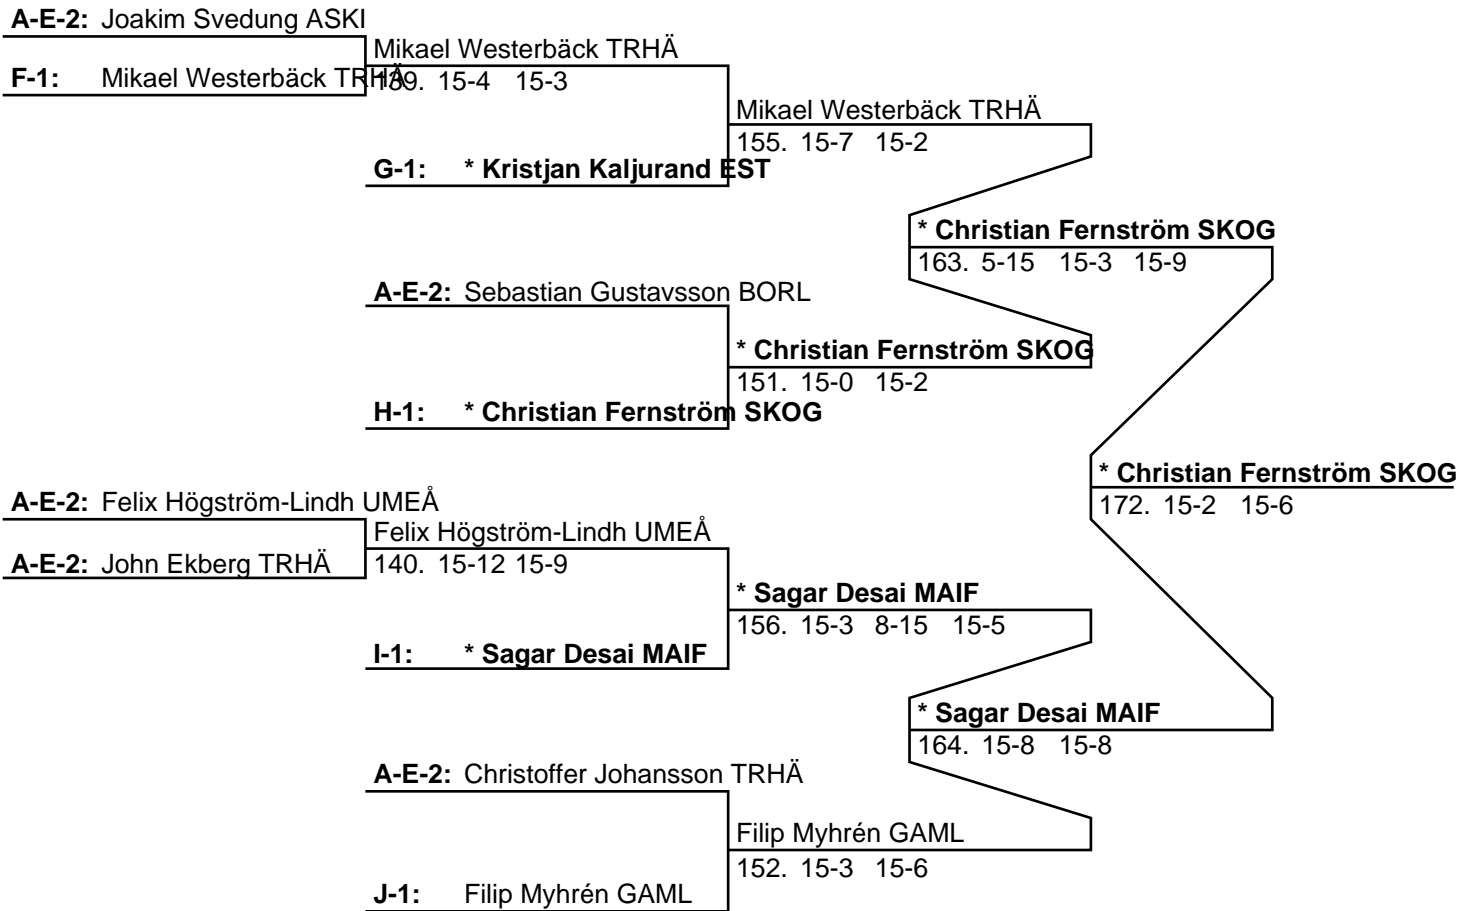 A-E-2: Joakim Svedung ASKI
Mikael Westerbäck TRHÄ
F-1: Mikael Westerbäck TRHÄ
139. 15-4 15-3
Mikael Westerbäck TRHÄ
155. 15-7 15-2
G-1: * Kristjan Kaljurand EST
* Christian Fernström SKOG
163. 5-15 15-3 15-9
A-E-2: Sebastian Gustavsson BORL
* Christian Fernström SKOG
151. 15-0 15-2
H-1: * Christian Fernström SKOG
* Christian Fernström SKOG
172. 15-2 15-6
A-E-2: Felix Högström-Lindh UMEÅ
Felix Högström-Lindh UMEÅ
A-E-2: John Ekberg TRHÄ
140. 15-12 15-9
* Sagar Desai MAIF
156. 15-3 8-15 15-5
I-1: * Sagar Desai MAIF
* Sagar Desai MAIF
164. 15-8 15-8
A-E-2: Christoffer Johansson TRHÄ
Filip Myhrén GAML
152. 15-3 15-6
J-1: Filip Myhrén GAML